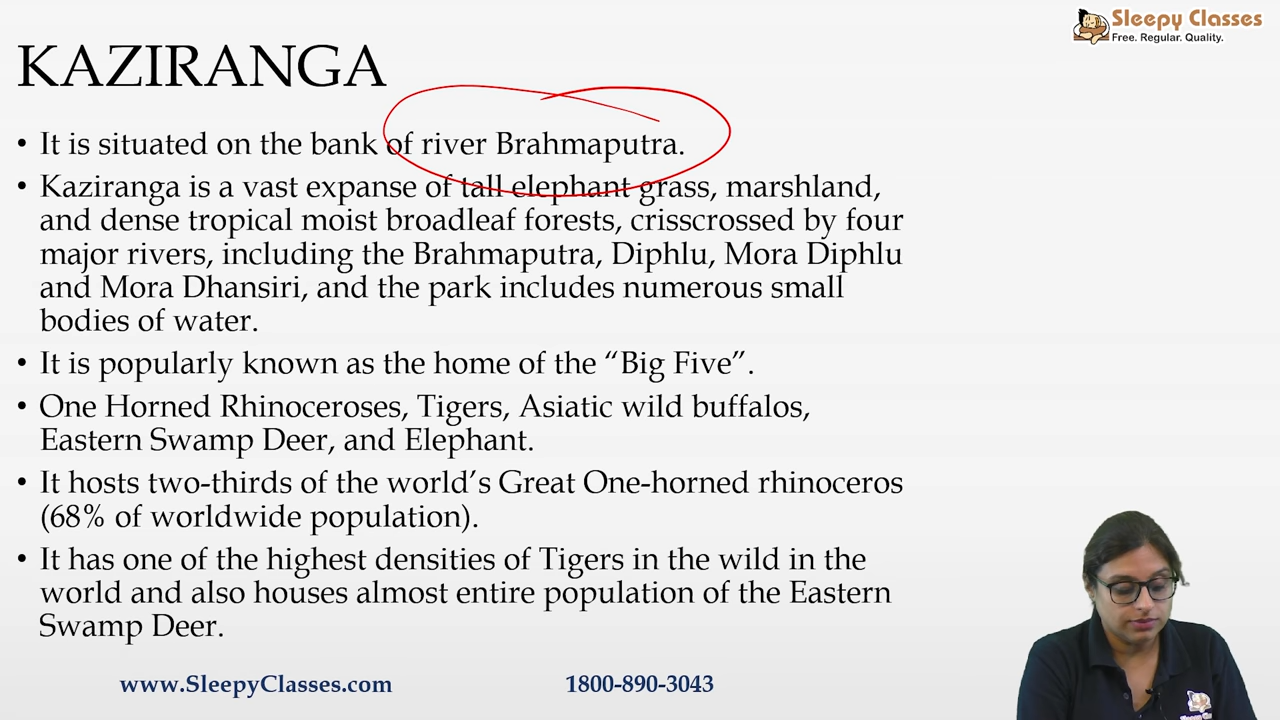 Sleepy Classes
Free. Regular. Quality.
KAZIRANGA
• It is situated on the bank of river Brahmaputra.
• Kaziranga is a vast expanse of tall elephant grass, marshland,
and dense tropical moist broadleaf forests, crisscrossed by four
major rivers, including the Brahmaputra, Diphlu, Mora Diphlu
and Mora Dhansiri, and the park includes numerous small
bodies of water.
• It is popularly known as the home of the “Big Five”.
• One Horned Rhinoceroses, Tigers, Asiatic wild buffalos,
Eastern Swamp Deer, and Elephant.
• It hosts two-thirds of the world’s Great One-horned rhinoceros
(68% of worldwide population).
• It has one of the highest densities of Tigers in the wild in the
world and also houses almost entire population of the Eastern
Swamp Deer.
www.SleepyClasses.com
1800-890-3043